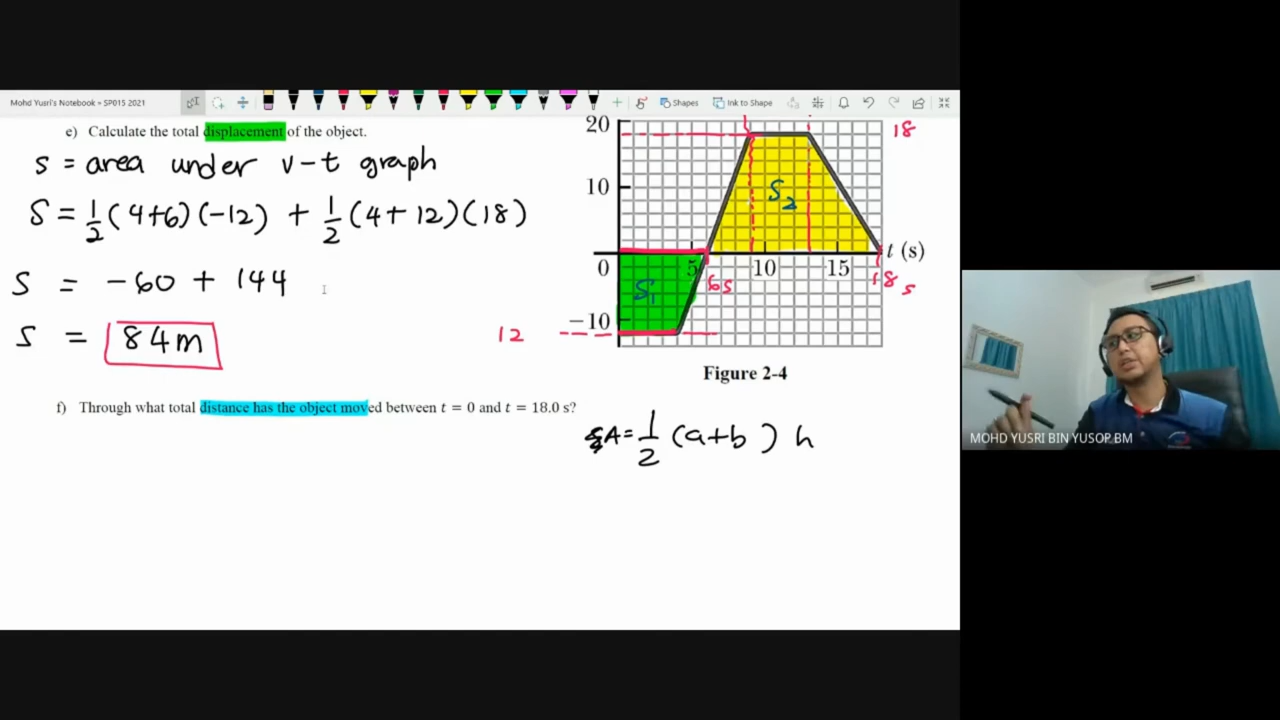 Mohd Yusri's Notebook » SP015 2021
Shapes
Ink to Shape
e) Calculate the total displacement of the object.
s = area under v-t graph
S = 1/2 (4+6)(-12) + 1/2 (4+12)(18)
S = -60 + 144
S = 84m
20
10
0
-10
5
10
15
t (s)
18
12
6s
18s
S1
S2
Figure 2-4
f) Through what total distance has the object moved between t = 0 and t = 18.0 s?
A = 1/2 (a+b) h
MOHD YUSRI BIN YUSOP.BM